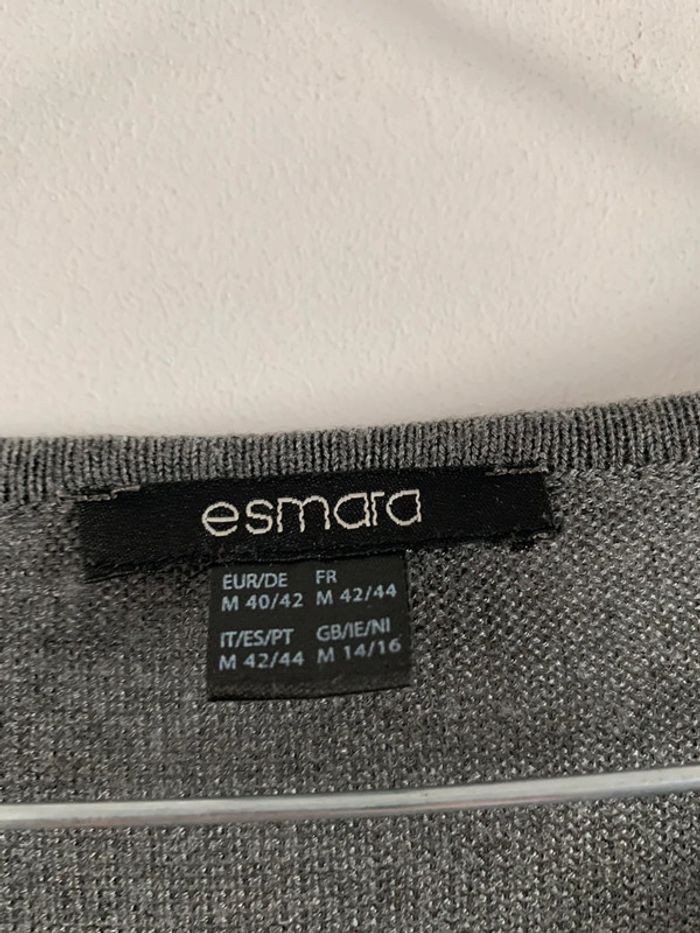 esmara
EUR/DE FR
M 40/42 M 42/44
IT/ES/PT GB/IE/NI
M 42/44 M 14/16